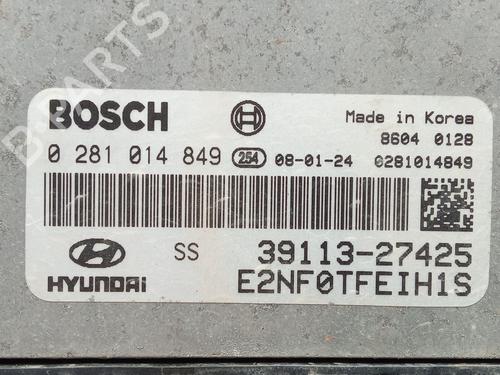 B-PARTS
BOSCH
Made in Korea
8604 0128
0 281 014 849 254 08-01-24 0281014849
HYUNDAI
SS
39113-27425
E2NF0TFEIH1S